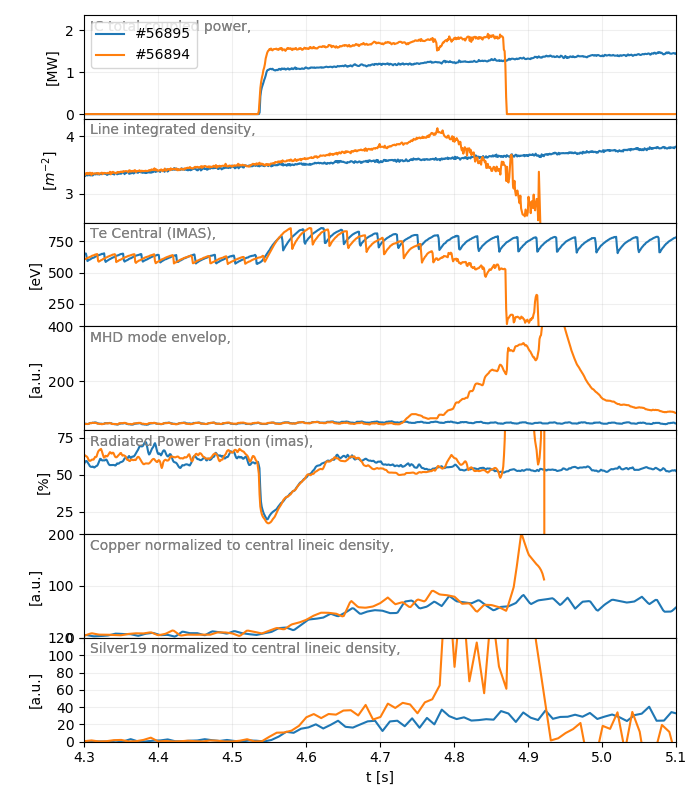 IC total coupled power,
#56895
#56894
2
1
0
[MW]
Line integrated density,
4
3
[m⁻²]
Te Central (IMAS),
750
500
250
[eV]
MHD mode envelop,
400
200
[a.u.]
Radiated Power Fraction (imas),
75
50
25
[%]
Copper normalized to central lineic density,
200
100
0
[a.u.]
Silver19 normalized to central lineic density,
120
100
80
60
40
20
0
[a.u.]
4.3 4.4 4.5 4.6 4.7 4.8 4.9 5.0 5.1
t [s]